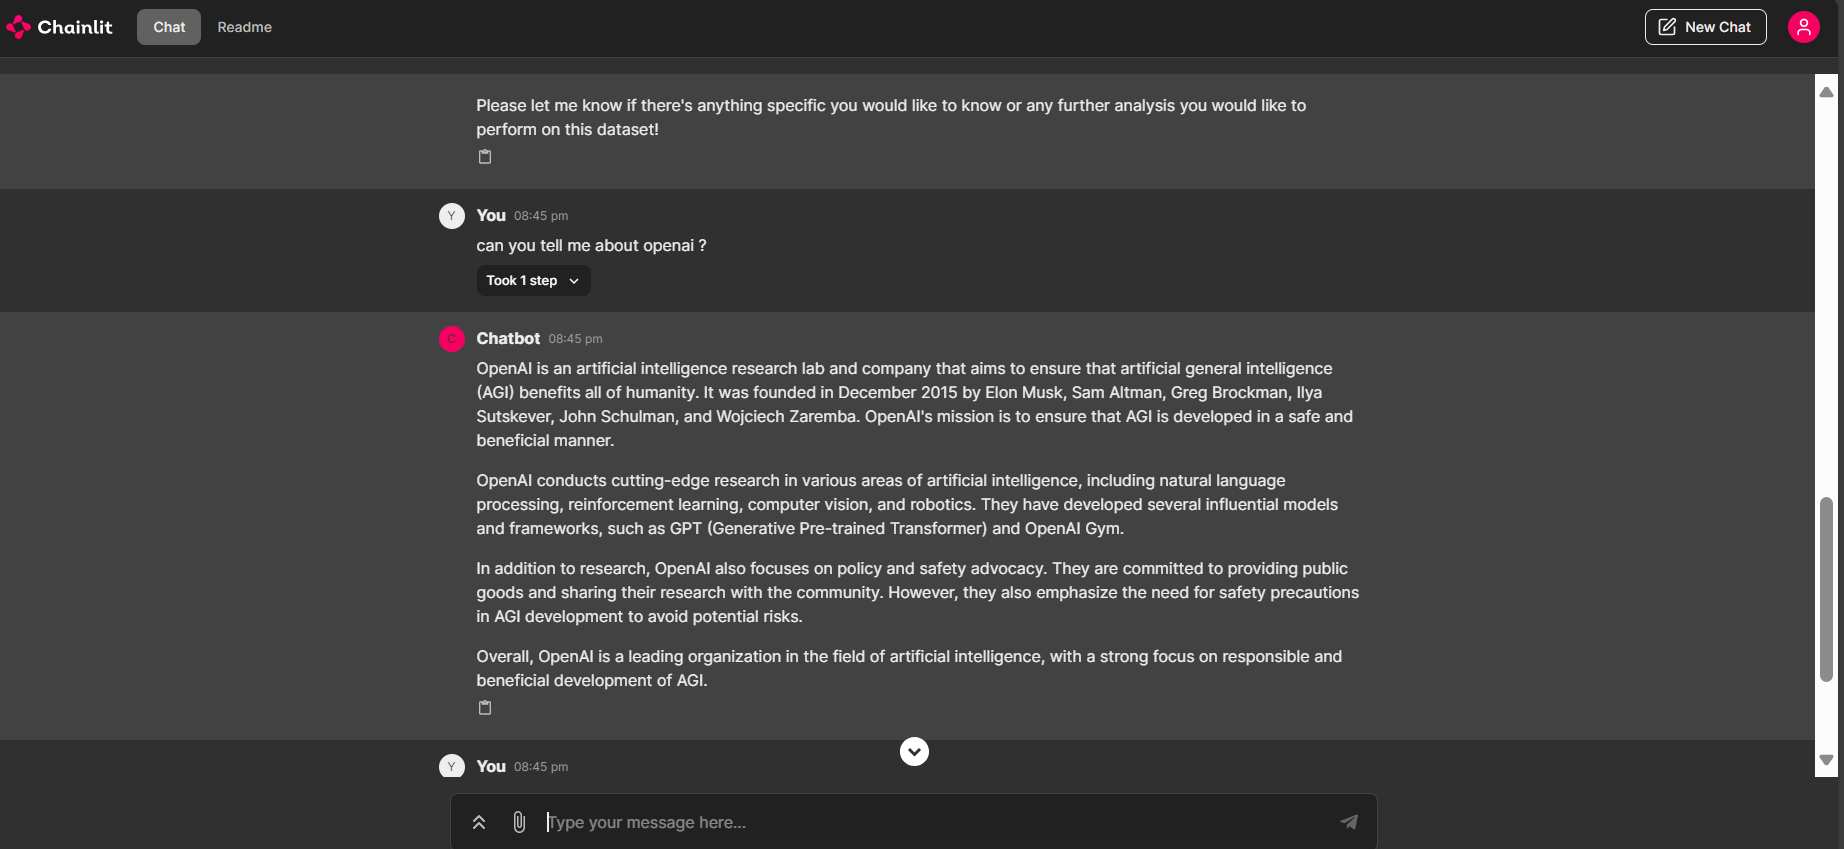 Chainlit Chat Readme New Chat
Please let me know if there's anything specific you would like to know or any further analysis you would like to
perform on this dataset!
Y You 08:45 pm
can you tell me about openai ?
Took 1 step
C Chatbot 08:45 pm
OpenAI is an artificial intelligence research lab and company that aims to ensure that artificial general intelligence
(AGI) benefits all of humanity. It was founded in December 2015 by Elon Musk, Sam Altman, Greg Brockman, Ilya
Sutskever, John Schulman, and Wojciech Zaremba. OpenAI's mission is to ensure that AGI is developed in a safe and
beneficial manner.
OpenAI conducts cutting-edge research in various areas of artificial intelligence, including natural language
processing, reinforcement learning, computer vision, and robotics. They have developed several influential models
and frameworks, such as GPT (Generative Pre-trained Transformer) and OpenAI Gym.
In addition to research, OpenAI also focuses on policy and safety advocacy. They are committed to providing public
goods and sharing their research with the community. However, they also emphasize the need for safety precautions
in AGI development to avoid potential risks.
Overall, OpenAI is a leading organization in the field of artificial intelligence, with a strong focus on responsible and
beneficial development of AGI.
Y You 08:45 pm
Type your message here...